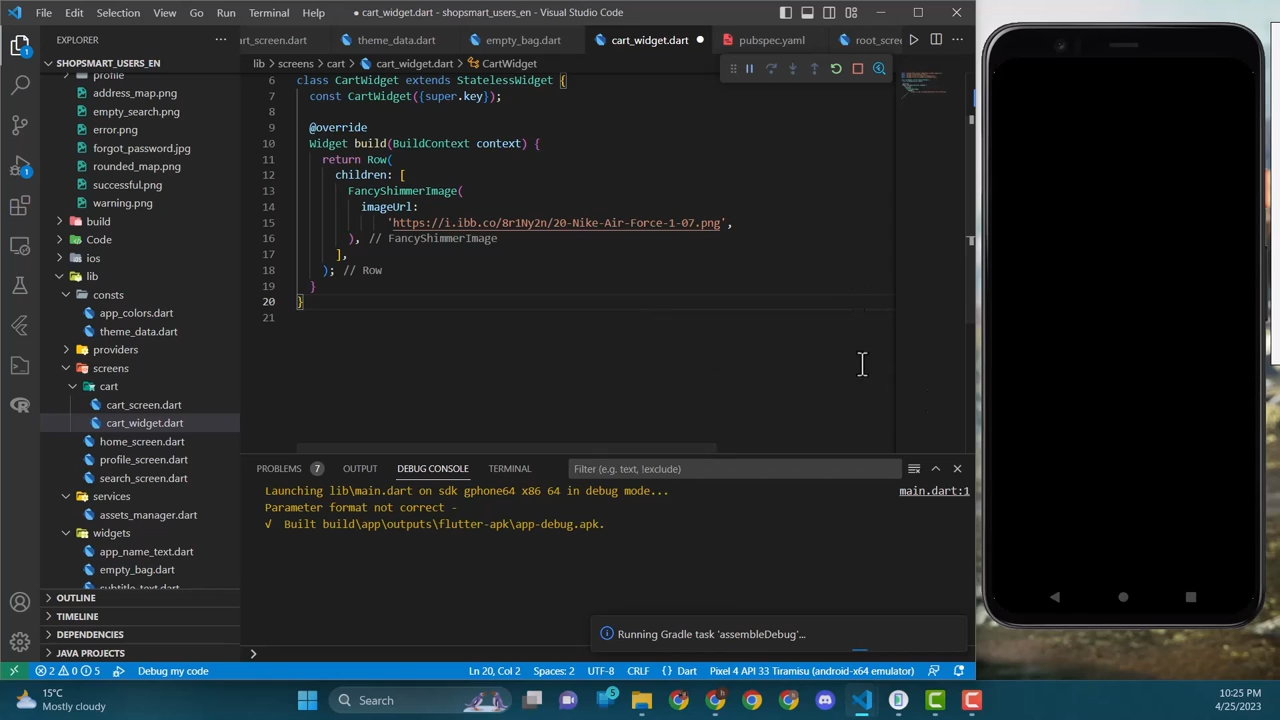 File Edit Selection View Go Run Terminal Help
● cart_widget.dart - shopsmart_users_en - Visual Studio Code
EXPLORER
SHOPSMART_USERS_EN
profile
address_map.png
empty_search.png
error.png
forgot_password.jpg
rounded_map.png
successful.png
warning.png
build
Code
ios
lib
consts
app_colors.dart
theme_data.dart
providers
screens
cart
cart_screen.dart
cart_widget.dart
home_screen.dart
profile_screen.dart
search_screen.dart
services
assets_manager.dart
widgets
app_name_text.dart
empty_bag.dart
subtitle_text.dart
OUTLINE
TIMELINE
DEPENDENCIES
JAVA PROJECTS
art_screen.dart theme_data.dart empty_bag.dart cart_widget.dart ● pubspec.yaml root_scree
lib > screens > cart > cart_widget.dart > CartWidget
6 class CartWidget extends StatelessWidget {
7 const CartWidget({super.key});
8
9 @override
10 Widget build(BuildContext context) {
11 return Row(
12 children: [
13 FancyShimmerImage(
14 imageUrl:
15 'https://i.ibb.co/8r1Ny2n/20-Nike-Air-Force-1-07.png',
16 ), // FancyShimmerImage
17 ],
18 ); // Row
19 }
20 }
21
PROBLEMS 7 OUTPUT DEBUG CONSOLE TERMINAL Filter (e.g. text, !exclude)
Launching lib\main.dart on sdk gphone64 x86 64 in debug mode... main.dart:1
Parameter format not correct -
√ Built build\app\outputs\flutter-apk\app-debug.apk.
Running Gradle task 'assembleDebug'...
2 0 5 Debug my code Ln 20, Col 2 Spaces: 2 UTF-8 CRLF {} Dart Pixel 4 API 33 Tiramisu (android-x64 emulator)
15°C
Mostly cloudy
Search
5
10:25 PM
4/25/2023